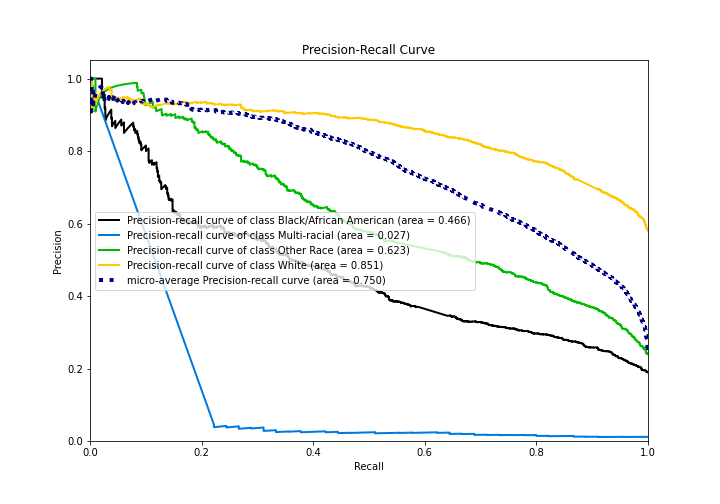 Precision-Recall Curve
Precision
1.0
0.8
0.6
0.4
0.2
0.0
Precision-recall curve of class Black/African American (area = 0.466)
Precision-recall curve of class Multi-racial (area = 0.027)
Precision-recall curve of class Other Race (area = 0.623)
Precision-recall curve of class White (area = 0.851)
micro-average Precision-recall curve (area = 0.750)
0.0 0.2 0.4 0.6 0.8 1.0
Recall